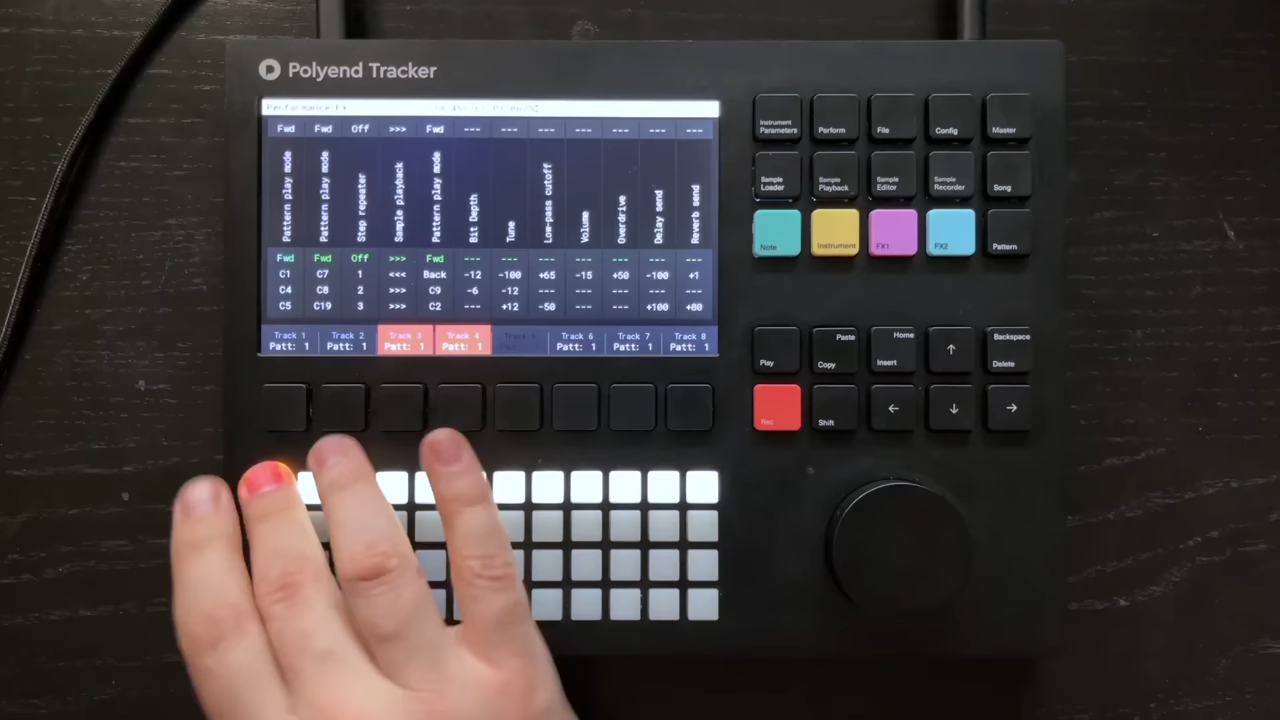 Polyend Tracker
Performance FX
Fwd Fwd Off >>> Fwd --- --- --- --- --- --- ---
Pattern play mode
Pattern play mode
Step repeater
Sample playback
Pattern play mode
Bit Depth
Tune
Low-pass cutoff
Volume
Overdrive
Delay send
Reverb send
Fwd Fwd Off >>> Fwd --- --- --- --- --- --- ---
C1 C7 1 <<< Back -12 -100 +65 -15 +50 -100 +1
C4 C8 2 >>> C9 -6 -12 --- --- --- --- ---
C5 C19 3 >>> C2 --- +12 -50 --- --- +100 +80
Track 1 Track 2 Track 3 Track 4 Track 5 Track 6 Track 7 Track 8
Patt: 1 Patt: 1 Patt: 1 Patt: 1 Patt: 1 Patt: 1 Patt: 1
Instrument
Parameters
Perform
File
Config
Master
Sample
Loader
Sample
Playback
Sample
Editor
Sample
Recorder
Song
Note
Instrument
FX1
FX2
Pattern
Play
Paste
Copy
Home
Insert
↑
Backspace
Delete
Rec
Shift
←
↓
→